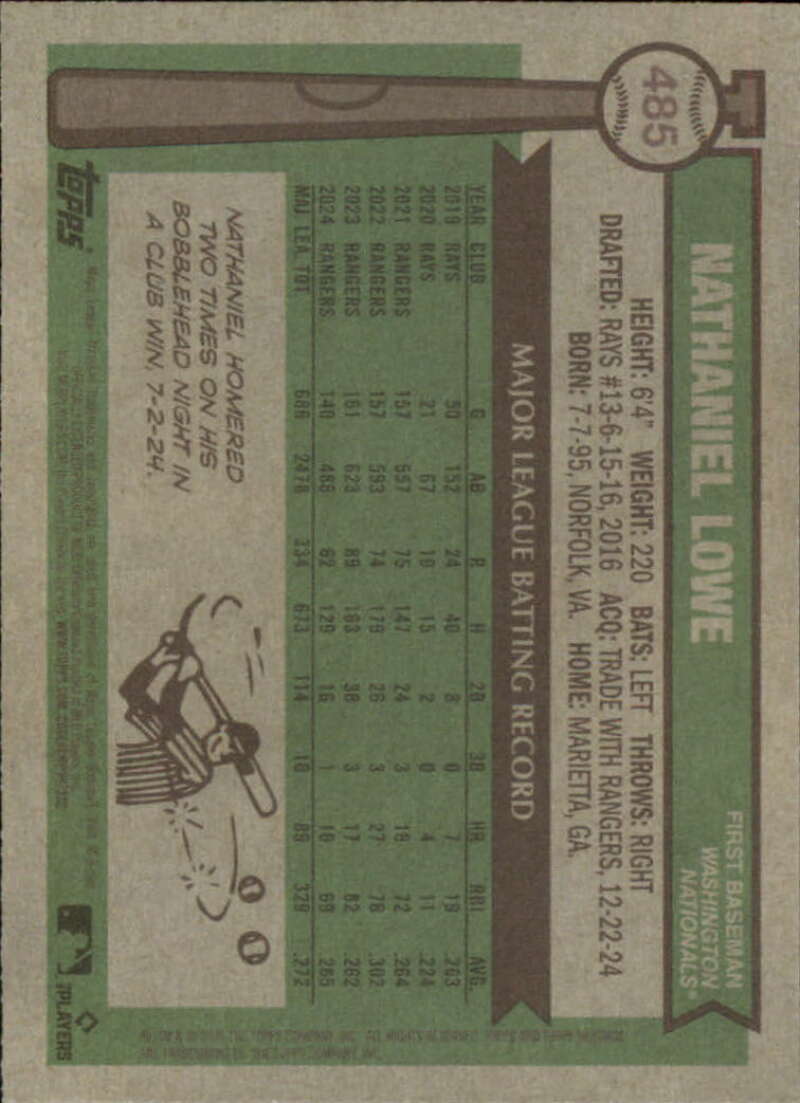 485
NATHANIEL LOWE
FIRST BASEMAN
WASHINGTON
NATIONALS™
HEIGHT: 6'4" WEIGHT: 220 BATS: LEFT THROWS: RIGHT
DRAFTED: RAYS #13-6-15-16, 2016 ACQ: TRADE WITH RANGERS, 12-22-24
BORN: 7-7-95, NORFOLK, VA. HOME: MARIETTA, GA.
MAJOR LEAGUE BATTING RECORD
YEAR CLUB G AB R H 2B 3B HR RBI AVG.
2019 RAYS 50 152 24 40 8 0 7 19 .263
2020 RAYS 21 67 10 15 2 0 4 11 .224
2021 RANGERS 157 557 75 147 24 3 18 72 .264
2022 RANGERS 157 593 74 179 26 3 27 76 .302
2023 RANGERS 161 623 89 163 38 3 17 82 .262
2024 RANGERS 140 486 62 129 16 1 16 69 .265
MAJ. LEA. TOT. 686 2478 334 673 114 10 89 329 .272
NATHANIEL HOMERED
TWO TIMES ON HIS
BOBBLEHEAD NIGHT IN
A CLUB WIN, 7-2-24.
topps®
PLAYERS